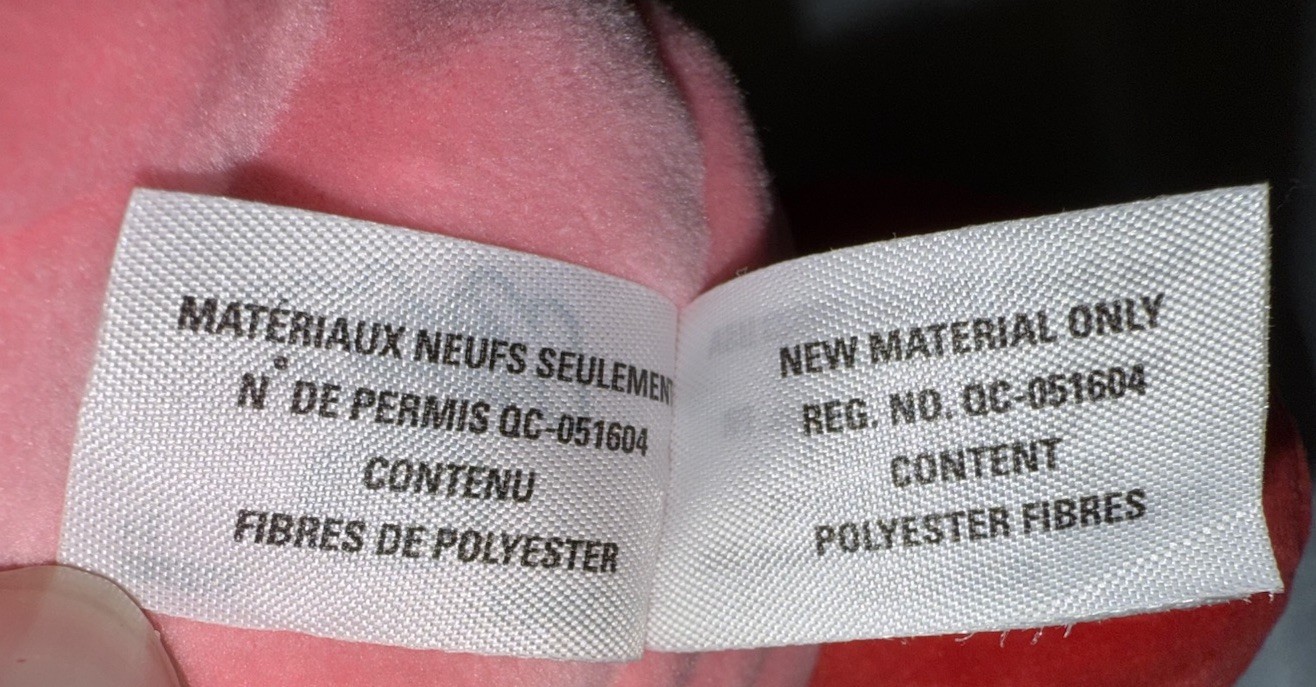 MATÉRIAUX NEUFS SEULEMENT
N° DE PERMIS QC-051604
CONTENU
FIBRES DE POLYESTER
NEW MATERIAL ONLY
REG. NO. QC-051604
CONTENT
POLYESTER FIBRES